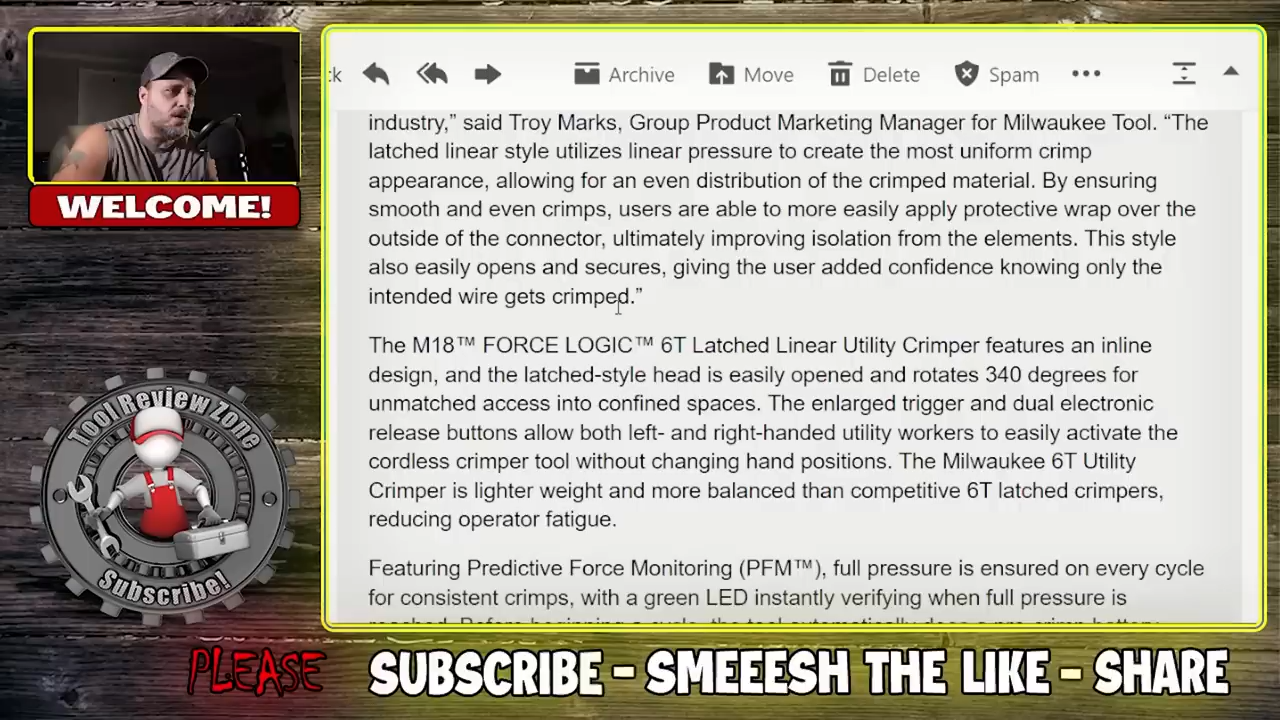 ck
Archive
Move
Delete
Spam
WELCOME!
industry,” said Troy Marks, Group Product Marketing Manager for Milwaukee Tool. “The
latched linear style utilizes linear pressure to create the most uniform crimp
appearance, allowing for an even distribution of the crimped material. By ensuring
smooth and even crimps, users are able to more easily apply protective wrap over the
outside of the connector, ultimately improving isolation from the elements. This style
also easily opens and secures, giving the user added confidence knowing only the
intended wire gets crimped.”
The M18™ FORCE LOGIC™ 6T Latched Linear Utility Crimper features an inline
design, and the latched-style head is easily opened and rotates 340 degrees for
unmatched access into confined spaces. The enlarged trigger and dual electronic
release buttons allow both left- and right-handed utility workers to easily activate the
cordless crimper tool without changing hand positions. The Milwaukee 6T Utility
Crimper is lighter weight and more balanced than competitive 6T latched crimpers,
reducing operator fatigue.
Featuring Predictive Force Monitoring (PFM™), full pressure is ensured on every cycle
for consistent crimps, with a green LED instantly verifying when full pressure is
Tool Review Zone
Subscribe!
PLEASE SUBSCRIBE - SMEEESH THE LIKE - SHARE